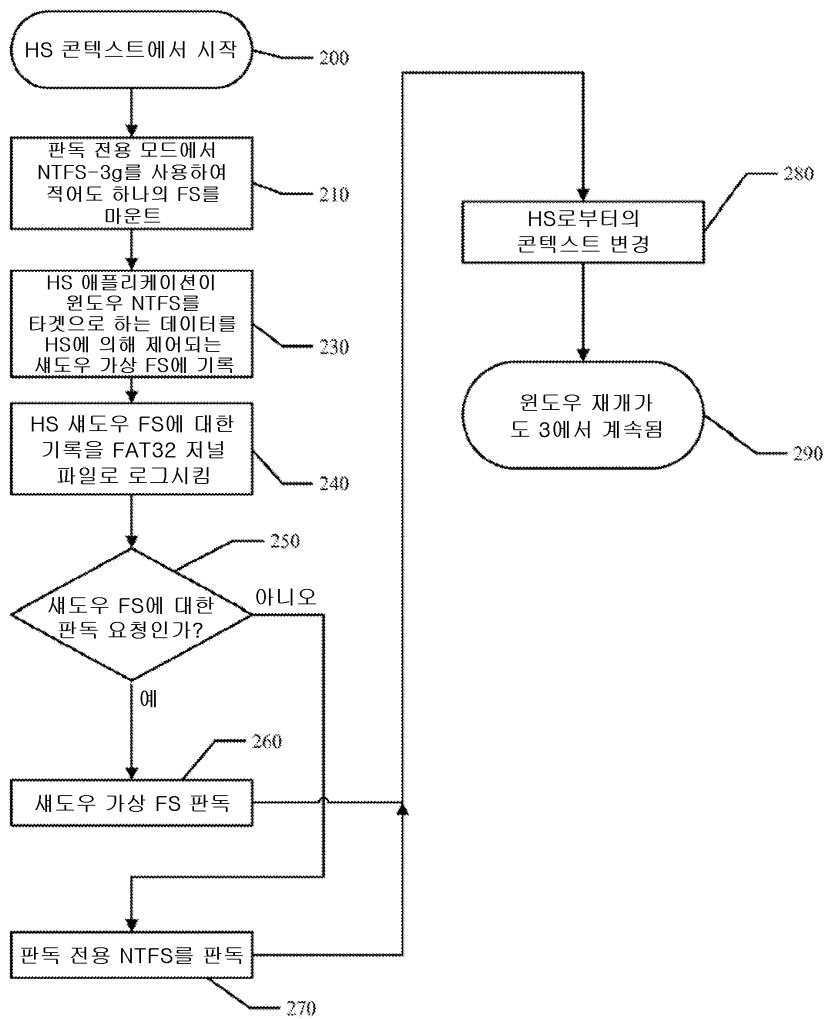 HS 콘텍스트에서 시작
200
판독 전용 모드에서
NTFS-3g를 사용하여
적어도 하나의 FS를
마운트
210
HS 애플리케이션이
윈도우 NTFS를
타겟으로 하는 데이터를
HS에 의해 제어되는
섀도우 가상 FS에 기록
230
HS 섀도우 FS에 대한
기록을 FAT32 저널
파일로 로그시킴
240
250
섀도우 FS에 대한
판독 요청인가?
아니오
예
260
섀도우 가상 FS 판독
판독 전용 NTFS를 판독
270
280
HS로부터의
콘텍스트 변경
윈도우 재개가
도 3에서 계속됨
290